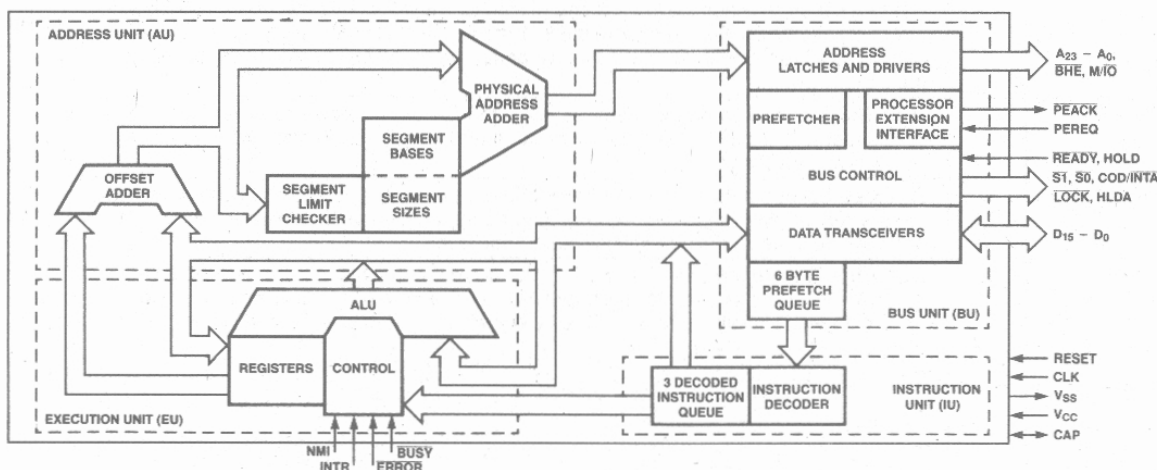 ADDRESS UNIT (AU)
PHYSICAL
ADDRESS
ADDER
OFFSET
ADDER
SEGMENT
BASES
SEGMENT
LIMIT
CHECKER
SEGMENT
SIZES
ADDRESS
LATCHES AND DRIVERS
PREFETCHER
PROCESSOR
EXTENSION
INTERFACE
BUS CONTROL
DATA TRANSCEIVERS
6 BYTE
PREFETCH
QUEUE
BUS UNIT (BU)
A23 – A0,
BHE, M/IO
PEACK
PEREQ
READY, HOLD
S1, S0, COD/INTA
LOCK, HLDA
D15 – D0
ALU
REGISTERS
CONTROL
EXECUTION UNIT (EU)
NMI
INTR
ERROR
BUSY
3 DECODED
INSTRUCTION
QUEUE
INSTRUCTION
DECODER
INSTRUCTION
UNIT (IU)
RESET
CLK
VSS
VCC
CAP